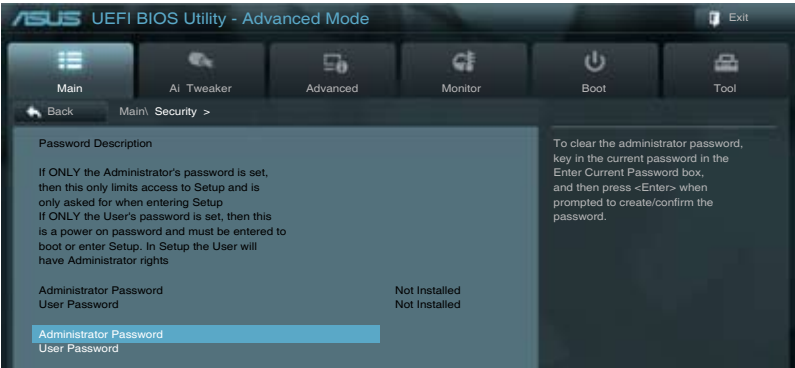 ASUS UEFI BIOS Utility - Advanced Mode
Exit
Main
Ai Tweaker
Advanced
Monitor
Boot
Tool
Back
Main\ Security >
Password Description
If ONLY the Administrator's password is set,
then this only limits access to Setup and is
only asked for when entering Setup
If ONLY the User's password is set, then this
is a power on password and must be entered to
boot or enter Setup. In Setup the User will
have Administrator rights
Administrator Password Not Installed
User Password Not Installed
Administrator Password
User Password
To clear the administrator password,
key in the current password in the
Enter Current Password box,
and then press <Enter> when
prompted to create/confirm the
password.